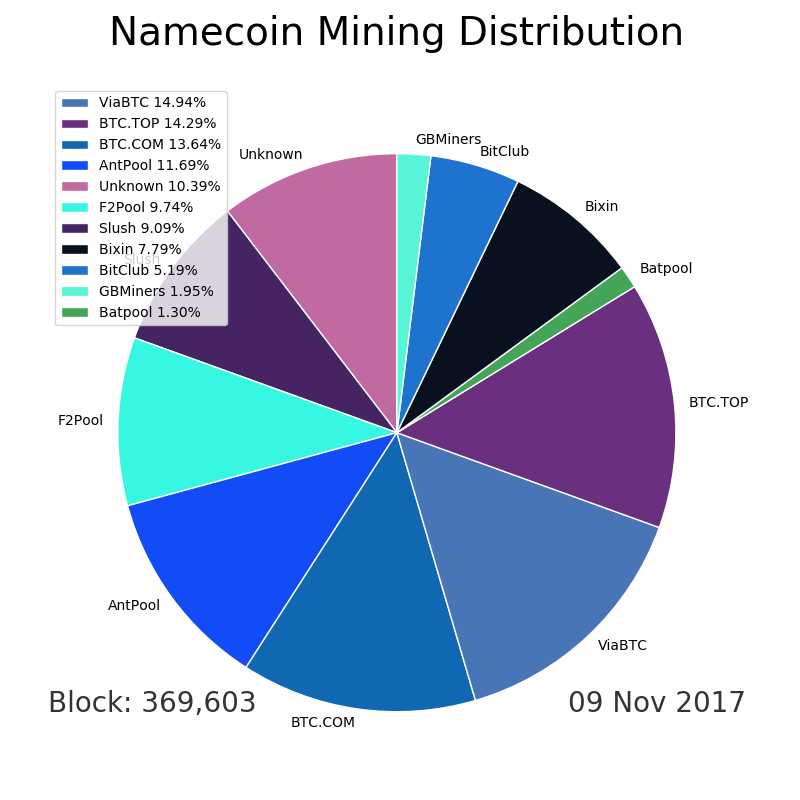 Namecoin Mining Distribution
ViaBTC 14.94%
BTC.TOP 14.29%
BTC.COM 13.64%
AntPool 11.69%
Unknown 10.39%
F2Pool 9.74%
Slush 9.09%
Bixin 7.79%
BitClub 5.19%
GBMiners 1.95%
Batpool 1.30%
GBMiners
BitClub
Unknown
Bixin
Slush
Batpool
BTC.TOP
F2Pool
AntPool
ViaBTC
BTC.COM
Block: 369,603
09 Nov 2017